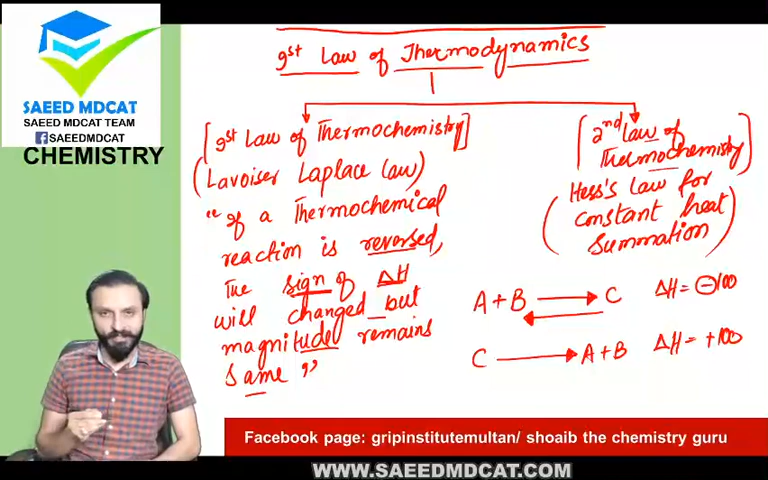 SAEED MDCAT
SAEED MDCAT TEAM
f SAEEDMDCAT
CHEMISTRY
Ist Law of Thermodynamics
[Ist Law of Thermochemistry]
(Lavoiser Laplace Law)
"If a Thermochemical
reaction is reversed,
The sign of ΔH
will changed but
magnitude remains
same"
[2nd law of
Thermochemistry]
(Hess's law for
constant heat
summation)
A + B → C ΔH = -100
C → A + B ΔH = +100
Facebook page: gripinstitutemultan/ shoaib the chemistry guru
WWW.SAEEDMDCAT.COM